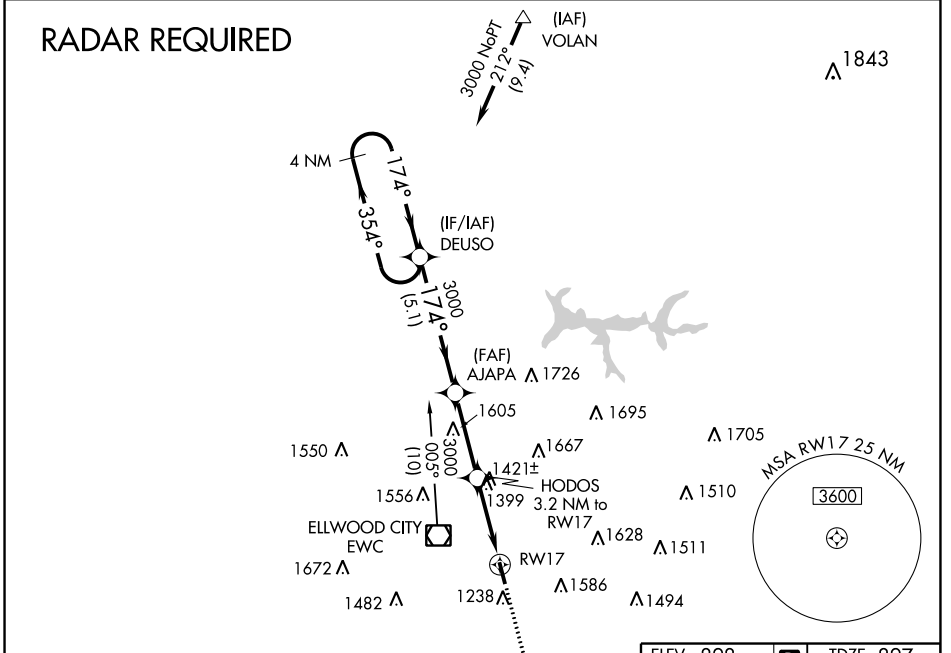 RADAR REQUIRED
(IAF)
VOLAN
3000 NoPT
212°
(9.4)
1843
4 NM
174°
354°
(IF/IAF)
DEUSO
3000
174°
(5.1)
(FAF)
AJAPA
1726
1605
1695
1705
1550
1667
3000
005°
(10)
1421±
1399
HODOS
3.2 NM to
RW17
1556
1510
MSA RW17 25 NM
3600
ELLWOOD CITY
EWC
1628
1511
RW17
1672
1586
1482
1238
1494